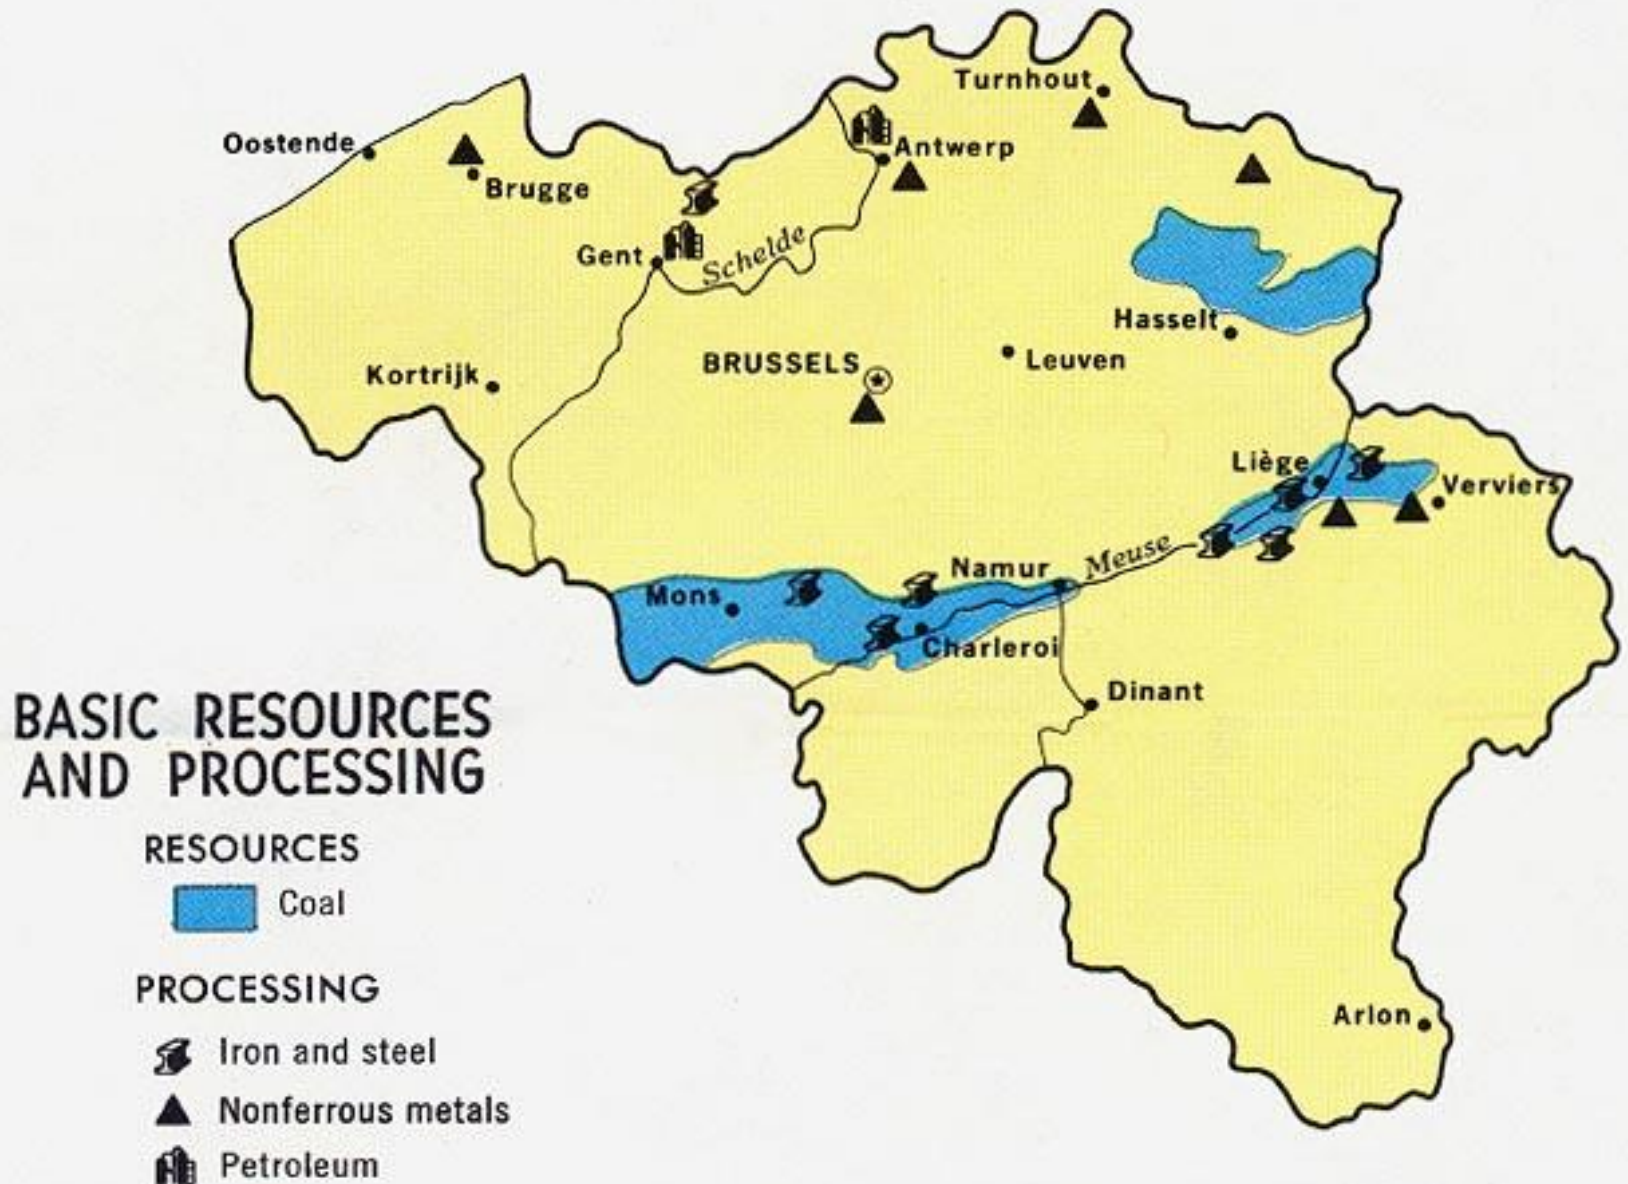 Turnhout
Oostende
Antwerp
Brugge
Gent
Schelde
Hasselt
BRUSSELS
Leuven
Kortrijk
Liège
Verviers
Meuse
Namur
Mons
Charleroi
Dinant
Arlon
BASIC RESOURCES
AND PROCESSING
RESOURCES
Coal
PROCESSING
Iron and steel
Nonferrous metals
Petroleum